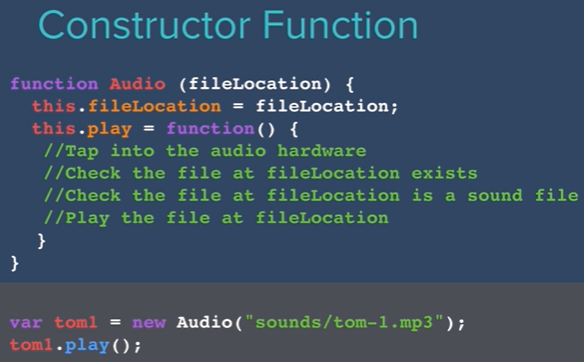 Constructor Function
function Audio (fileLocation) {
this.fileLocation = fileLocation;
this.play = function() {
//Tap into the audio hardware
//Check the file at fileLocation exists
//Check the file at fileLocation is a sound file
//Play the file at fileLocation
}
}
var tom1 = new Audio("sounds/tom-1.mp3");
tom1.play();